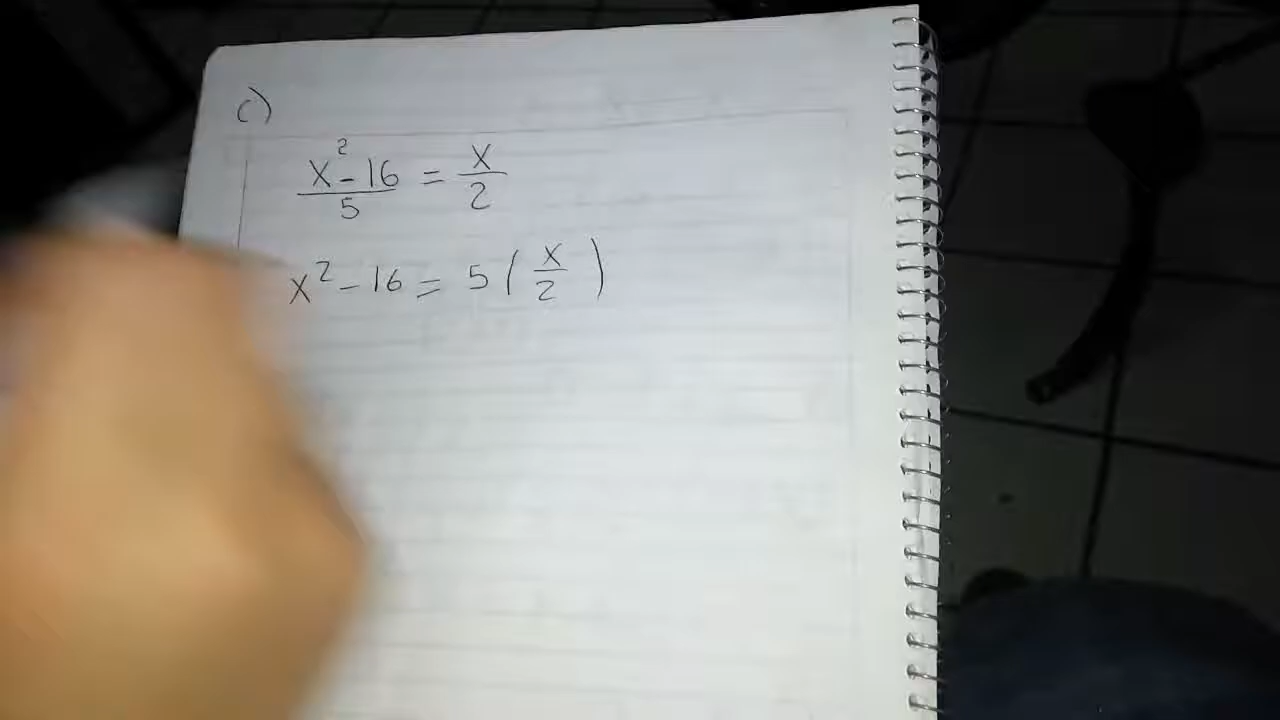 c)
x² - 16 / 5 = x / 2
x² - 16 = 5 ( x / 2 )